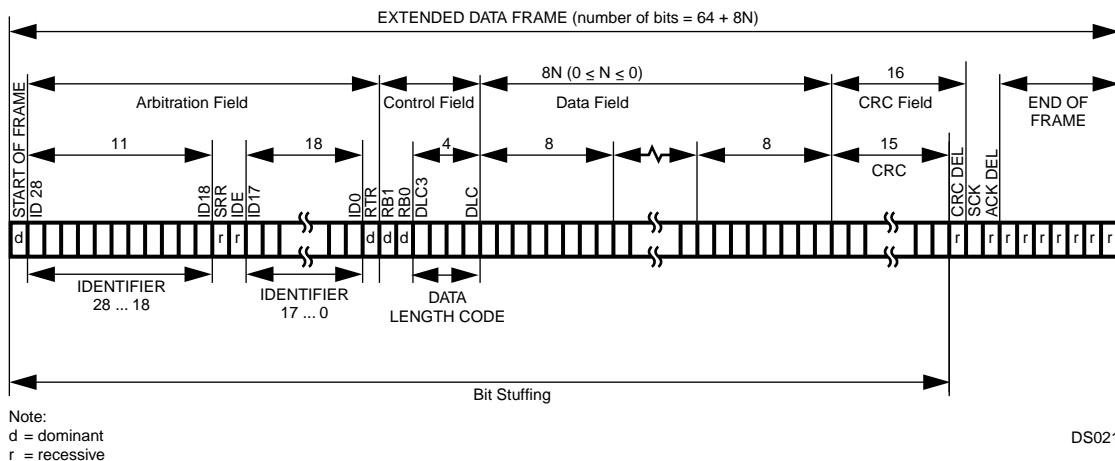 EXTENDED DATA FRAME (number of bits = 64 + 8N)
8N (0 ≤ N ≤ 0)
16
Arbitration Field
Control Field
Data Field
CRC Field
END OF
FRAME
11
18
4
8
8
15
CRC
START OF FRAME
ID 28
ID18
SRR
IDE
ID17
ID0
RTR
RB1
RB0
DLC3
DLC
CRC DEL
SCK
ACK DEL
d r r d d d r r r r r r r r r
IDENTIFIER
28 ... 18
IDENTIFIER
17 ... 0
DATA
LENGTH CODE
Bit Stuffing
Note:
d = dominant
r = recessive
DS021